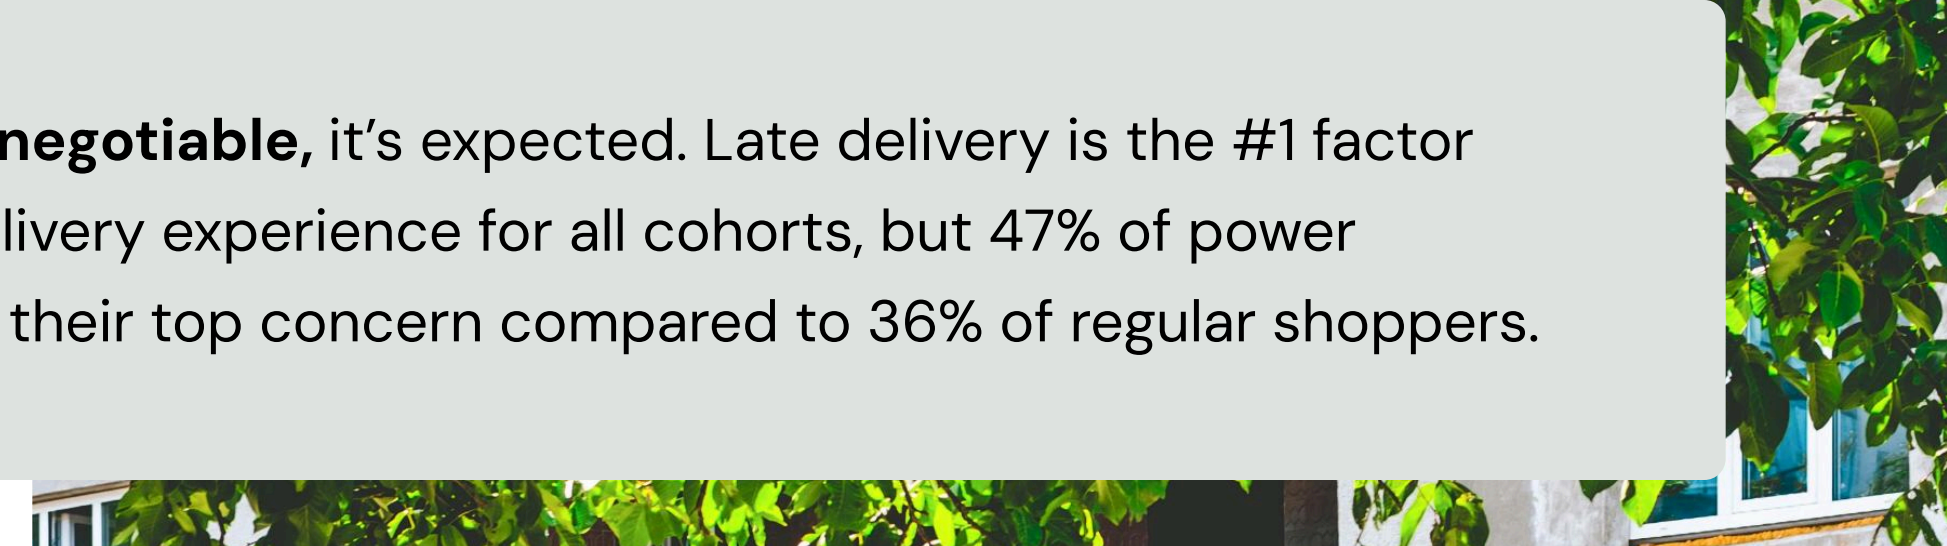 negotiable, it’s expected. Late delivery is the #1 factor
livery experience for all cohorts, but 47% of power
their top concern compared to 36% of regular shoppers.